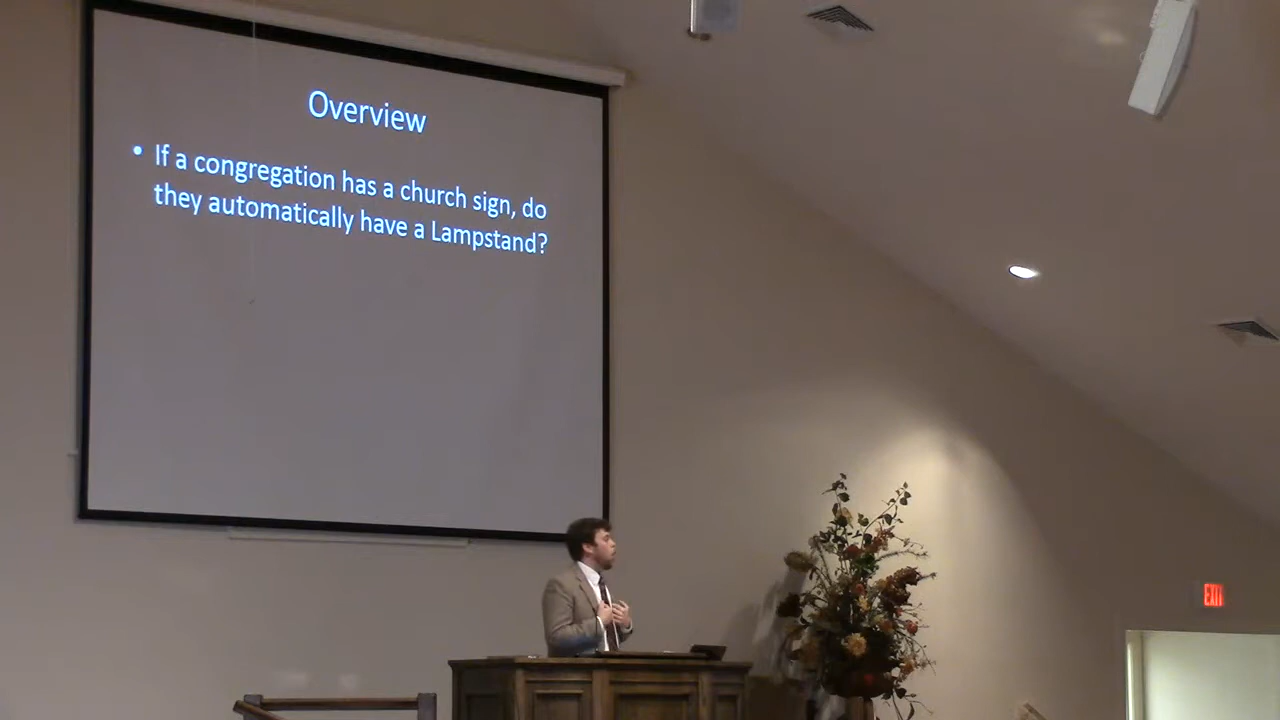 Overview
• If a congregation has a church sign, do
they automatically have a Lampstand?
EXIT